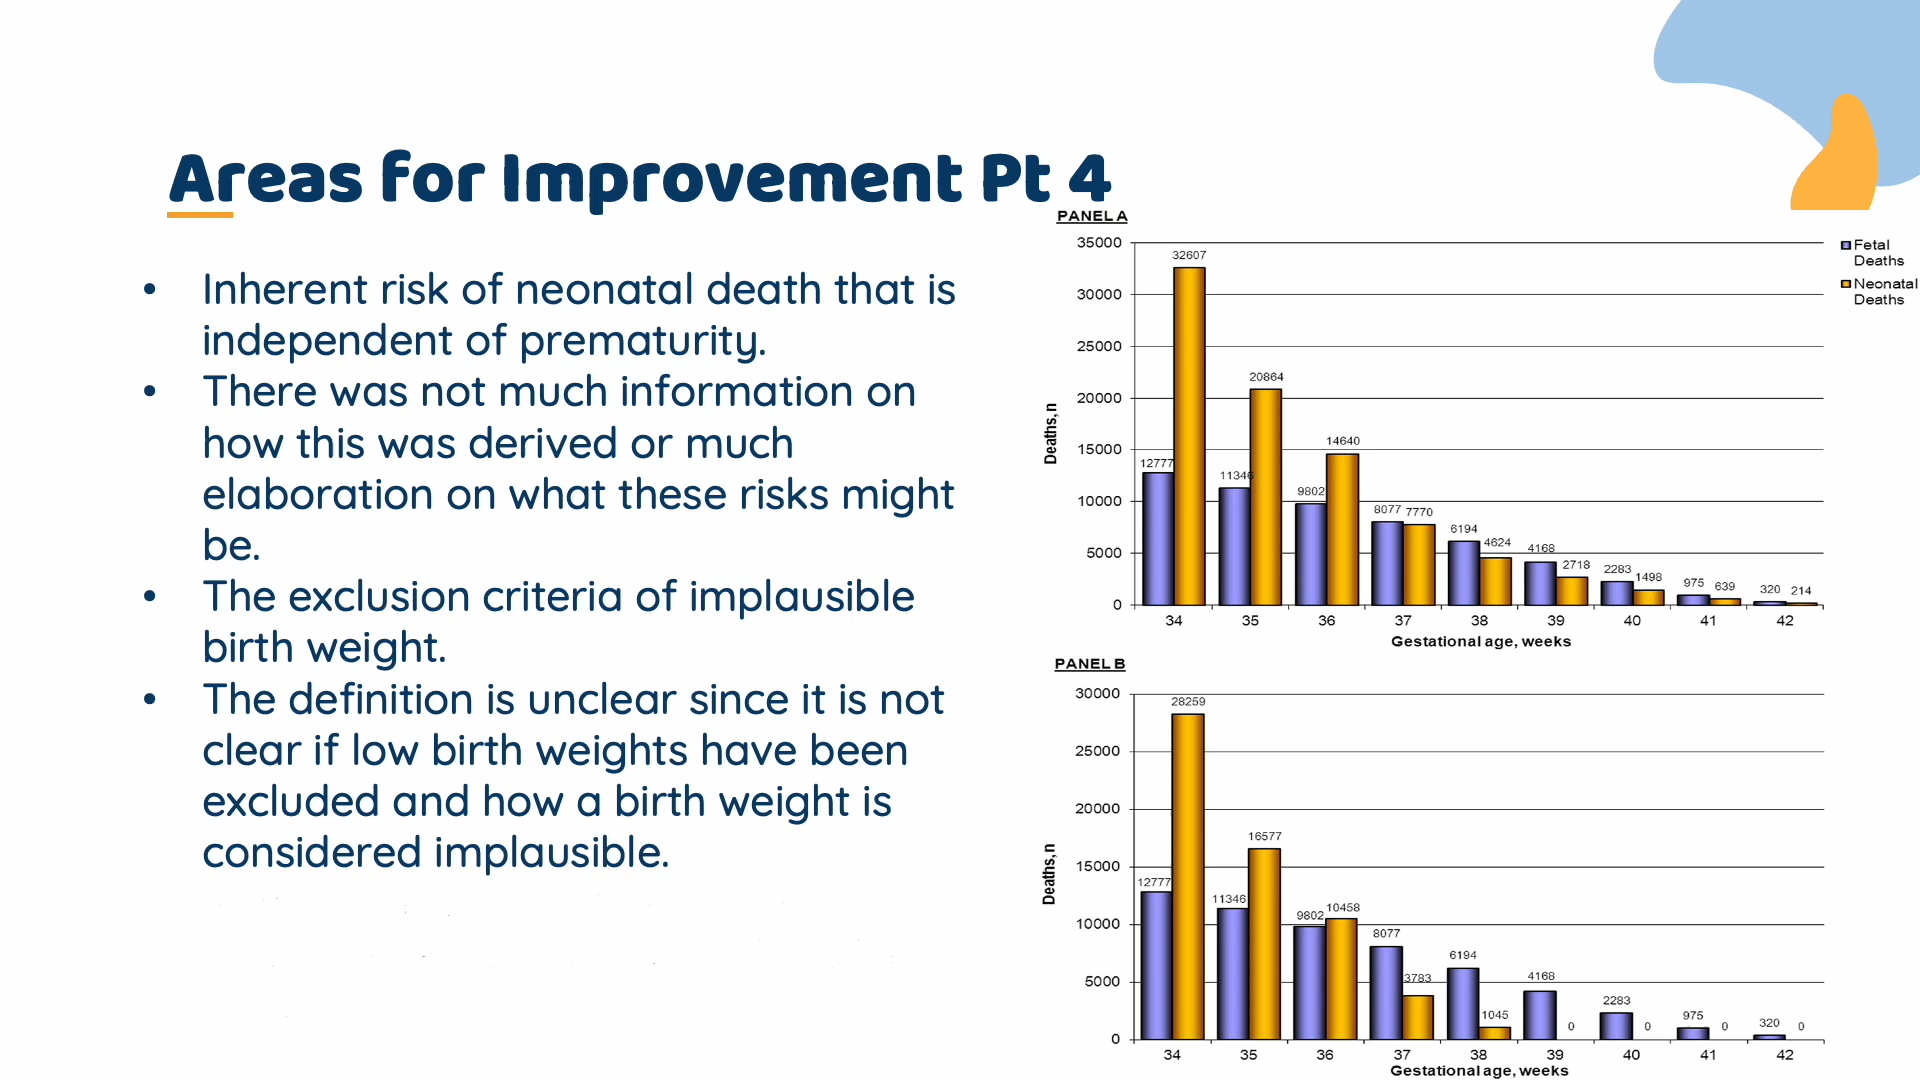 Areas for Improvement Pt 4
• Inherent risk of neonatal death that is
independent of prematurity.
• There was not much information on
how this was derived or much
elaboration on what these risks might
be.
• The exclusion criteria of implausible
birth weight.
• The definition is unclear since it is not
clear if low birth weights have been
excluded and how a birth weight is
considered implausible.
PANEL A
Fetal
Deaths
Neonatal
Deaths
Deaths,n
35000
30000
25000
20000
15000
10000
5000
0
12777 32607
11346 20864
9802 14640
8077 7770
6194 4624
4168 2718
2283 1498
975 639
320 214
34 35 36 37 38 39 40 41 42
Gestational age, weeks
PANEL B
Deaths,n
30000
25000
20000
15000
10000
5000
0
12777 28259
11346 16577
9802 10458
8077 3783
6194 1045
4168 0
2283 0
975 0
320 0
34 35 36 37 38 39 40 41 42
Gestational age, weeks